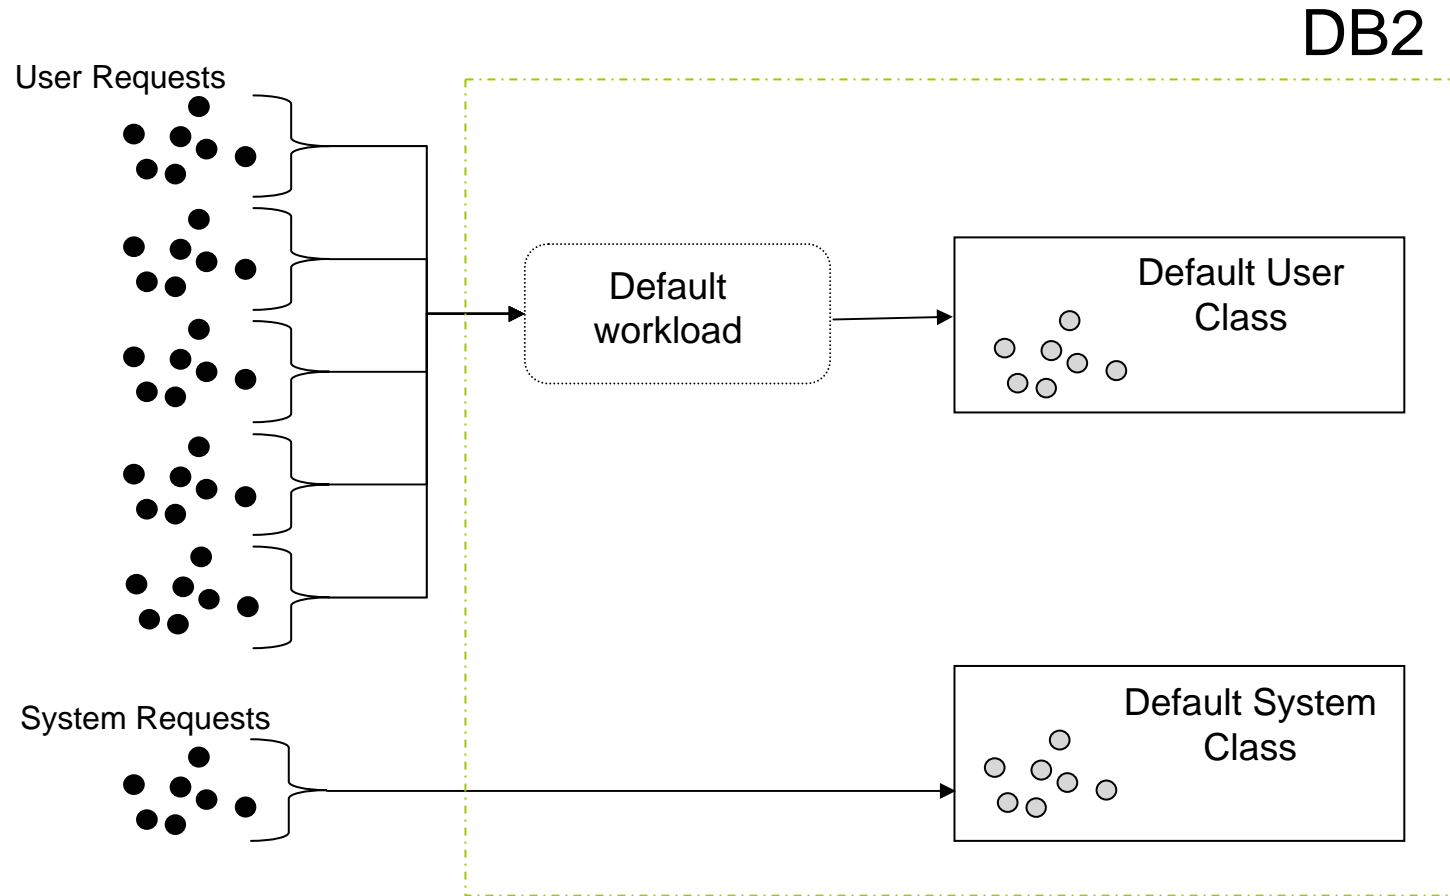 DB2
User Requests
Default
workload
Default User
Class
System Requests
Default System
Class